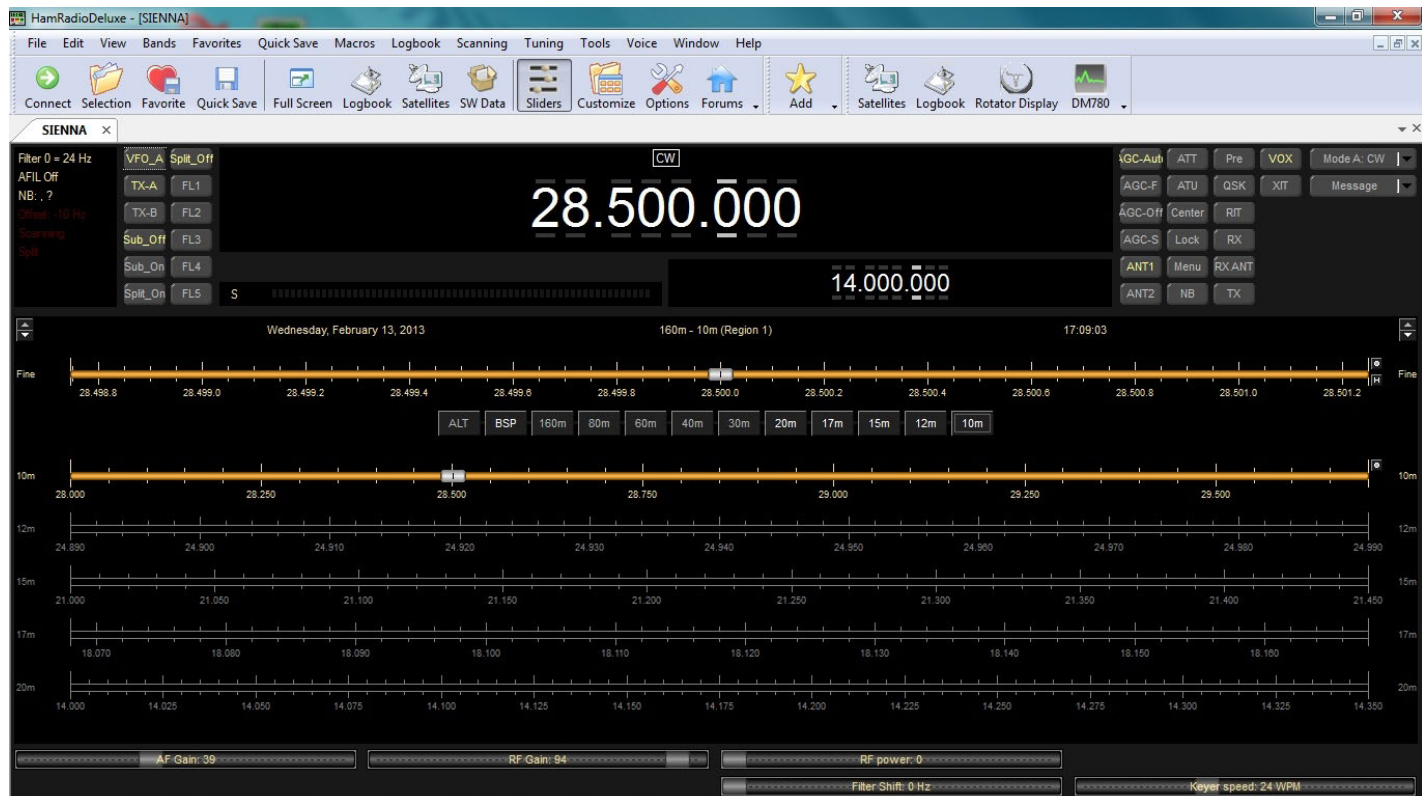 HamRadioDeluxe - [SIENNA]
File Edit View Bands Favorites Quick Save Macros Logbook Scanning Tuning Tools Voice Window Help
Connect Selection Favorite Quick Save Full Screen Logbook Satellites SW Data Sliders Customize Options Forums Add Satellites Logbook Rotator Display DM780
SIENNA
Filter 0 = 24 Hz VFO_A Split_Off CW AGC-Auto ATT Pre VOX Mode A: CW
AFIL Off TX-A FL1 28.500.000 AGC-F ATU QSK XIT Message
NB: , ?
Offset: -10 Hz TX-B FL2 AGC-Off Center RIT
Scanning Sub_Off FL3 AGC-S Lock RX
Split
Sub_On FL4 14.000.000 ANT1 Menu RX ANT
Split_On FL5 S ANT2 NB TX
Wednesday, February 13, 2013 160m - 10m (Region 1) 17:09:03
Fine H Fine
28.498.8 28.499.0 28.499.2 28.499.4 28.499.6 28.499.8 28.500.0 28.500.2 28.500.4 28.500.6 28.500.8 28.501.0 28.501.2
ALT BSP 160m 80m 60m 40m 30m 20m 17m 15m 12m 10m
10m 10m
28.000 28.250 28.500 28.750 29.000 29.250 29.500
12m 12m
24.890 24.900 24.910 24.920 24.930 24.940 24.950 24.960 24.970 24.980 24.990
15m 15m
21.000 21.050 21.100 21.150 21.200 21.250 21.300 21.350 21.400 21.450
17m 17m
18.070 18.080 18.090 18.100 18.110 18.120 18.130 18.140 18.150 18.160
20m 20m
14.000 14.025 14.050 14.075 14.100 14.125 14.150 14.175 14.200 14.225 14.250 14.275 14.300 14.325 14.350
AF Gain: 39 RF Gain: 94 RF power: 0
Filter Shift: 0 Hz Keyer speed: 24 WPM